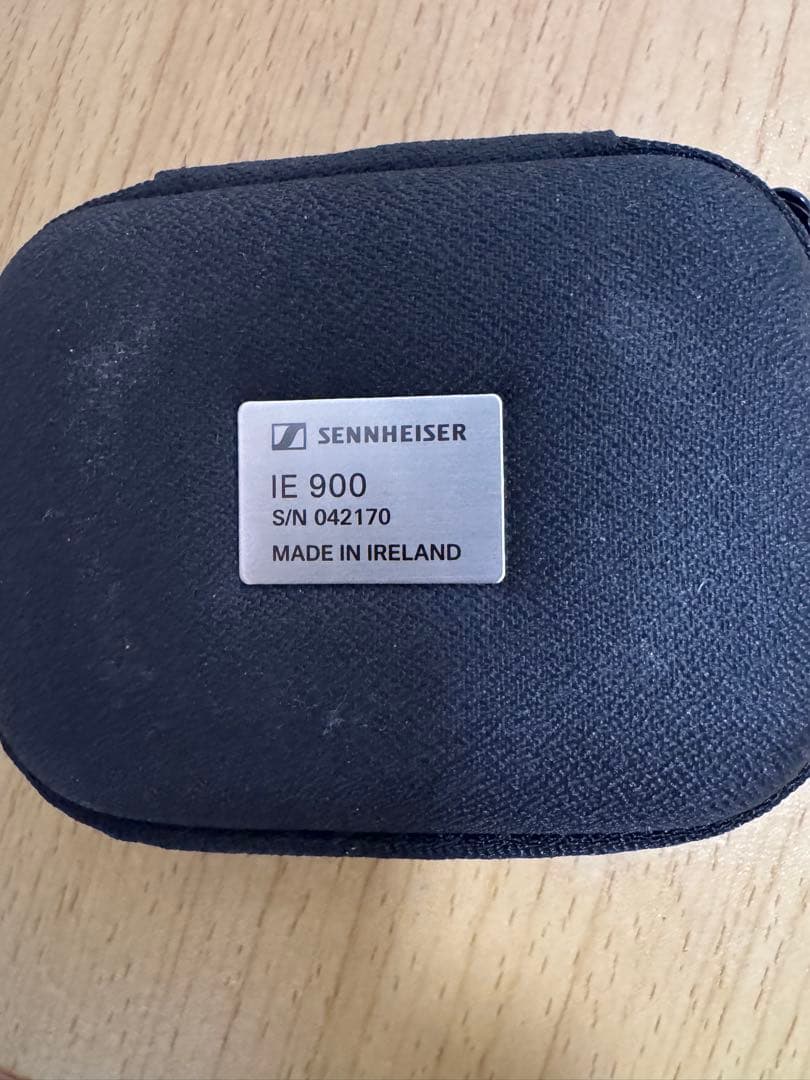 SENNHEISER
IE 900
S/N 042170
MADE IN IRELAND